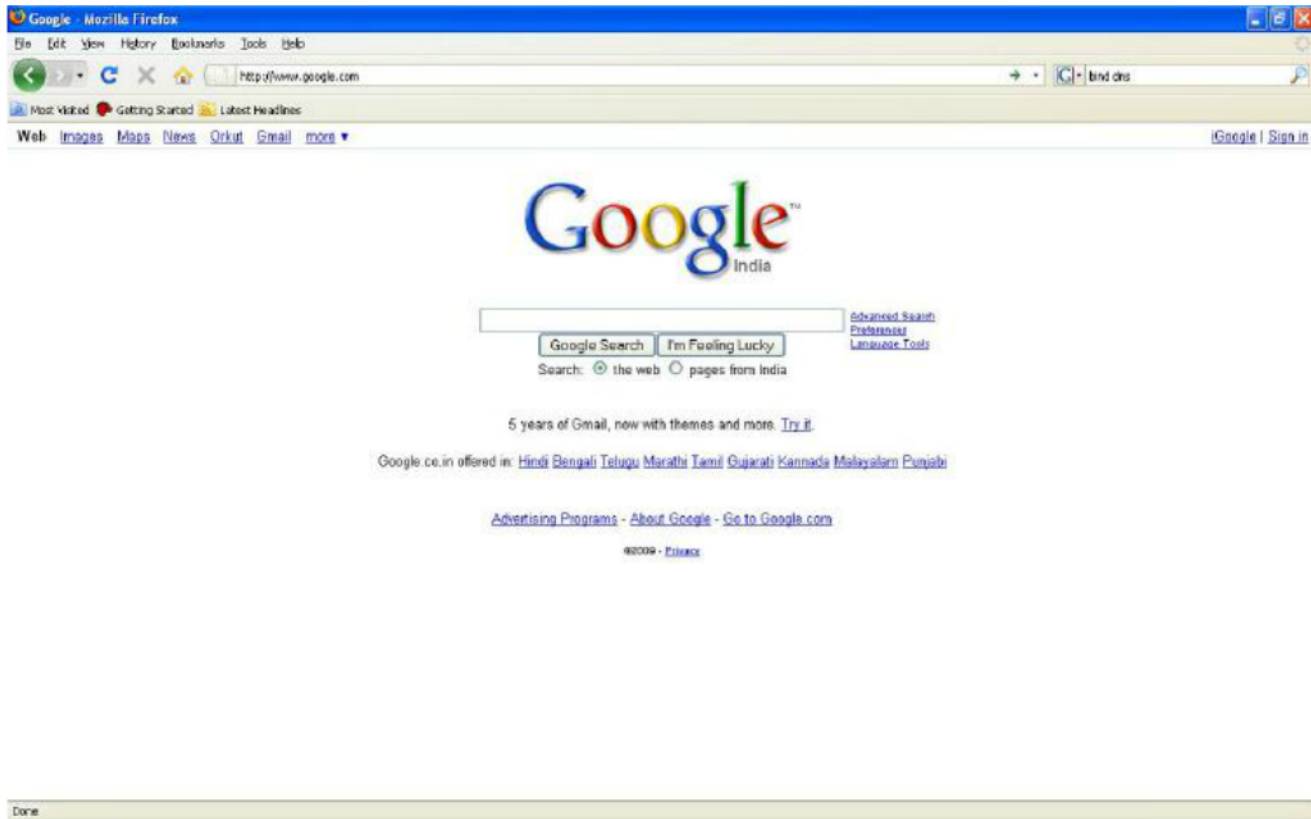 Google - Mozilla Firefox
File Edit View History Bookmarks Tools Help
http://www.google.com bind dns
Most Visited Getting Started Latest Headlines
Web Images Maps News Orkut Gmail more ▼ iGoogle | Sign in
Google™
India
Advanced Search
Preferences
Google Search I'm Feeling Lucky Language Tools
Search: the web pages from India
5 years of Gmail, now with themes and more. Try it.
Google.co.in offered in: Hindi Bengali Telugu Marathi Tamil Gujarati Kannada Malayalam Punjabi
Advertising Programs - About Google - Go to Google.com
©2009 - Privacy
Done